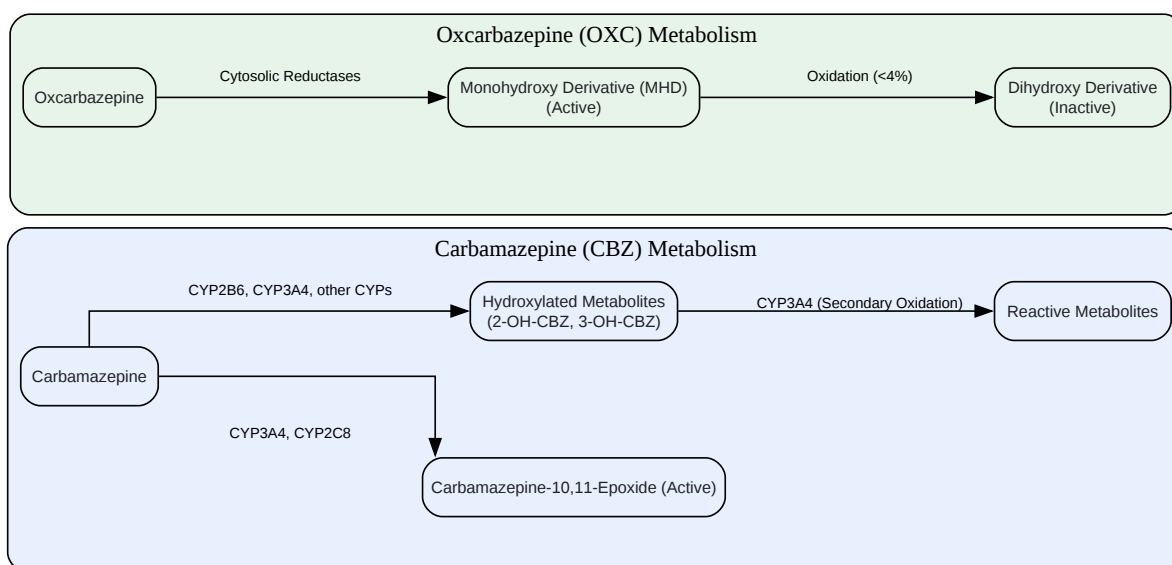 Oxcarbazepine (OXC) Metabolism
Cytosolic Reductases
Oxidation (<4%)
Oxcarbazepine
Monohydroxy Derivative (MHD)
(Active)
Dihydroxy Derivative
(Inactive)
Carbamazepine (CBZ) Metabolism
CYP2B6, CYP3A4, other CYPs
Hydroxylated Metabolites
(2-OH-CBZ, 3-OH-CBZ)
CYP3A4 (Secondary Oxidation)
Reactive Metabolites
Carbamazepine
CYP3A4, CYP2C8
Carbamazepine-10,11-Epoxide (Active)